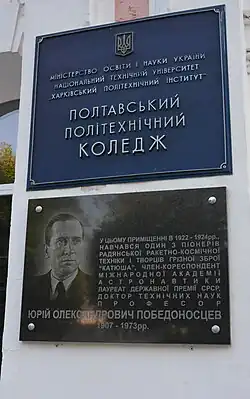 МІНІСТЕРСТВО ОСВІТИ І НАУКИ УКРАЇНИ
НАЦІОНАЛЬНИЙ ТЕХНІЧНИЙ УНІВЕРСИТЕТ
"ХАРКІВСЬКИЙ ПОЛІТЕХНІЧНИЙ ІНСТИТУТ"
ПОЛТАВСЬКИЙ
ПОЛІТЕХНІЧНИЙ
КОЛЕДЖ
У ЦЬОМУ ПРИМІЩЕННІ В 1922 - 1924рр.,
НАВЧАВСЯ ОДИН З ПІОНЕРІВ
РАДЯНСЬКОЇ РАКЕТНО-КОСМІЧНОЇ
ТЕХНІКИ І ТВОРЦІВ ГРІЗНОЇ ЗБРОЇ
"КАТЮША", ЧЛЕН-КОРЕСПОНДЕНТ
МІЖНАРОДНОЇ АКАДЕМІЇ
АСТРОНАВТИКИ
ЛАУРЕАТ ДЕРЖАВНОЇ ПРЕМІЇ СРСР,
ДОКТОР ТЕХНІЧНИХ НАУК
ПРОФЕСОР
ЮРІЙ ОЛЕКСАНДРОВИЧ ПОБЕДОНОСЦЕВ
1907 - 1973рр.